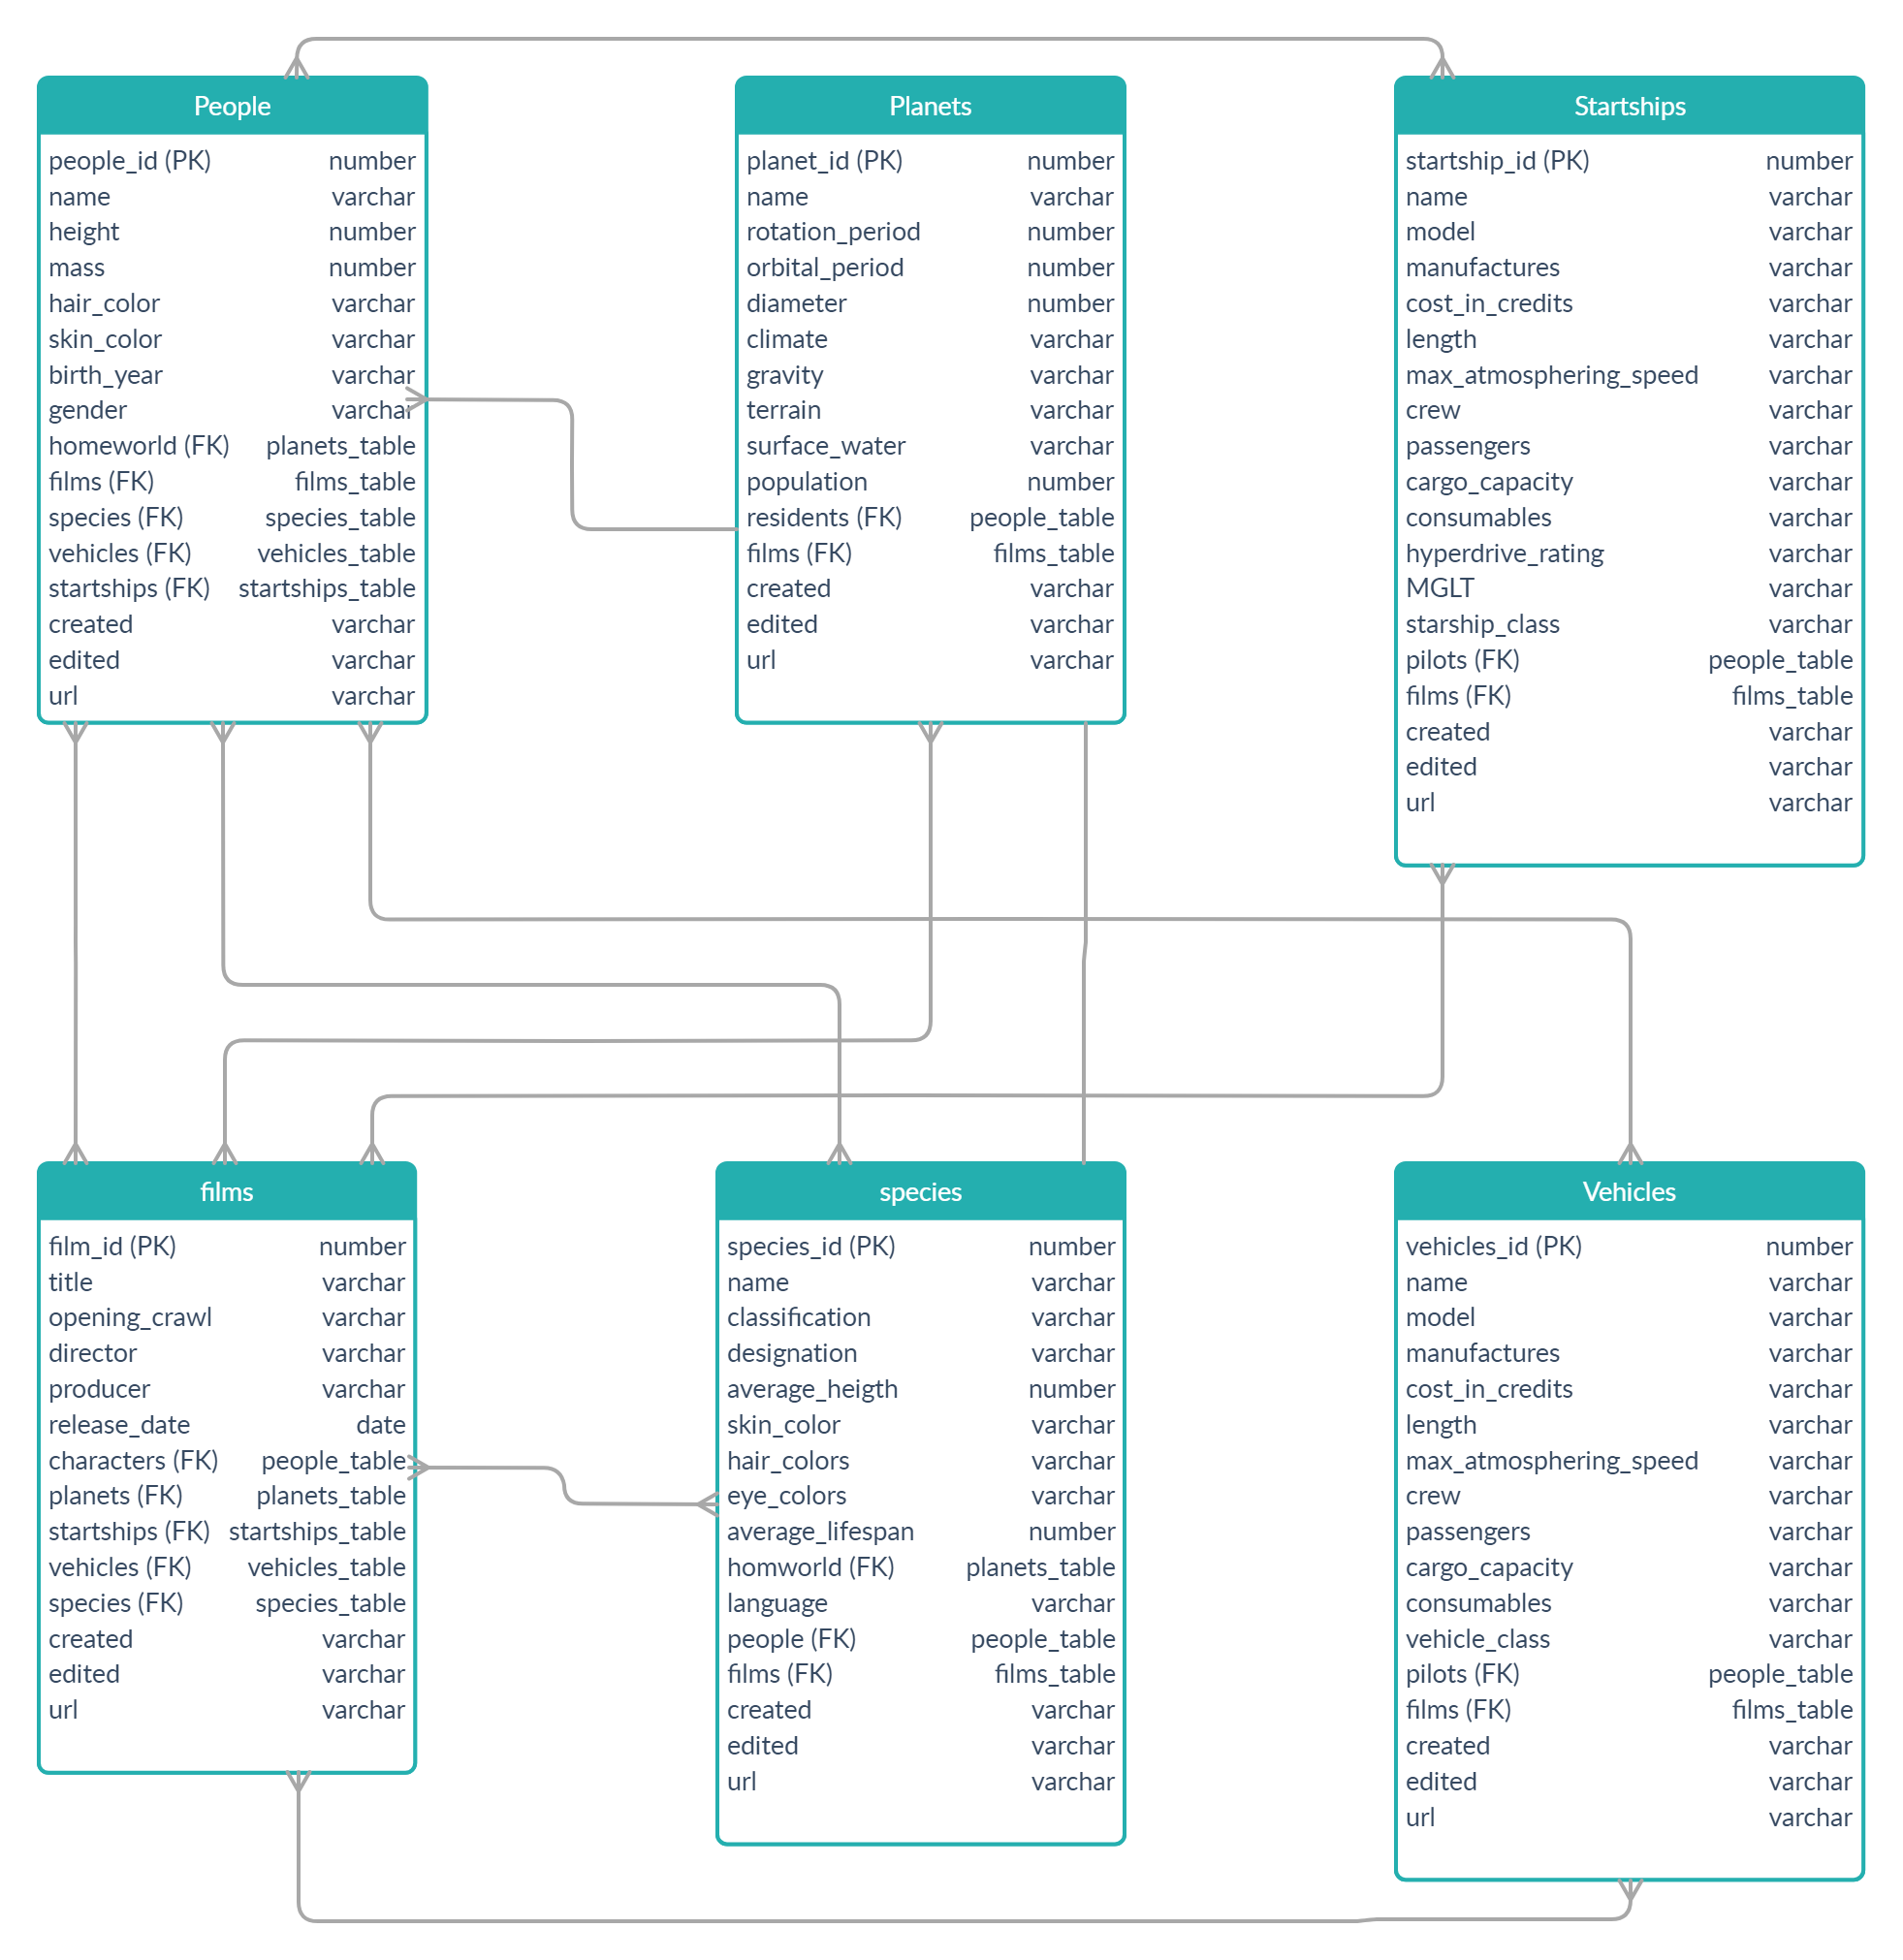 People
people_id (PK) number
name varchar
height number
mass number
hair_color varchar
skin_color varchar
birth_year varchar
gender varchar
homeworld (FK) planets_table
films (FK) films_table
species (FK) species_table
vehicles (FK) vehicles_table
startships (FK) startships_table
created varchar
edited varchar
url varchar
Planets
planet_id (PK) number
name varchar
rotation_period number
orbital_period number
diameter number
climate varchar
gravity varchar
terrain varchar
surface_water varchar
population number
residents (FK) people_table
films (FK) films_table
created varchar
edited varchar
url varchar
Startships
startship_id (PK) number
name varchar
model varchar
manufactures varchar
cost_in_credits varchar
length varchar
max_atmosphering_speed varchar
crew varchar
passengers varchar
cargo_capacity varchar
consumables varchar
hyperdrive_rating varchar
MGLT varchar
starship_class varchar
pilots (FK) people_table
films (FK) films_table
created varchar
edited varchar
url varchar
films
film_id (PK) number
title varchar
opening_crawl varchar
director varchar
producer varchar
release_date date
characters (FK) people_table
planets (FK) planets_table
startships (FK) startships_table
vehicles (FK) vehicles_table
species (FK) species_table
created varchar
edited varchar
url varchar
species
species_id (PK) number
name varchar
classification varchar
designation varchar
average_heigth number
skin_color varchar
hair_colors varchar
eye_colors varchar
average_lifespan number
homworld (FK) planets_table
language varchar
people (FK) people_table
films (FK) films_table
created varchar
edited varchar
url varchar
Vehicles
vehicles_id (PK) number
name varchar
model varchar
manufactures varchar
cost_in_credits varchar
length varchar
max_atmosphering_speed varchar
crew varchar
passengers varchar
cargo_capacity varchar
consumables varchar
vehicle_class varchar
pilots (FK) people_table
films (FK) films_table
created varchar
edited varchar
url varchar